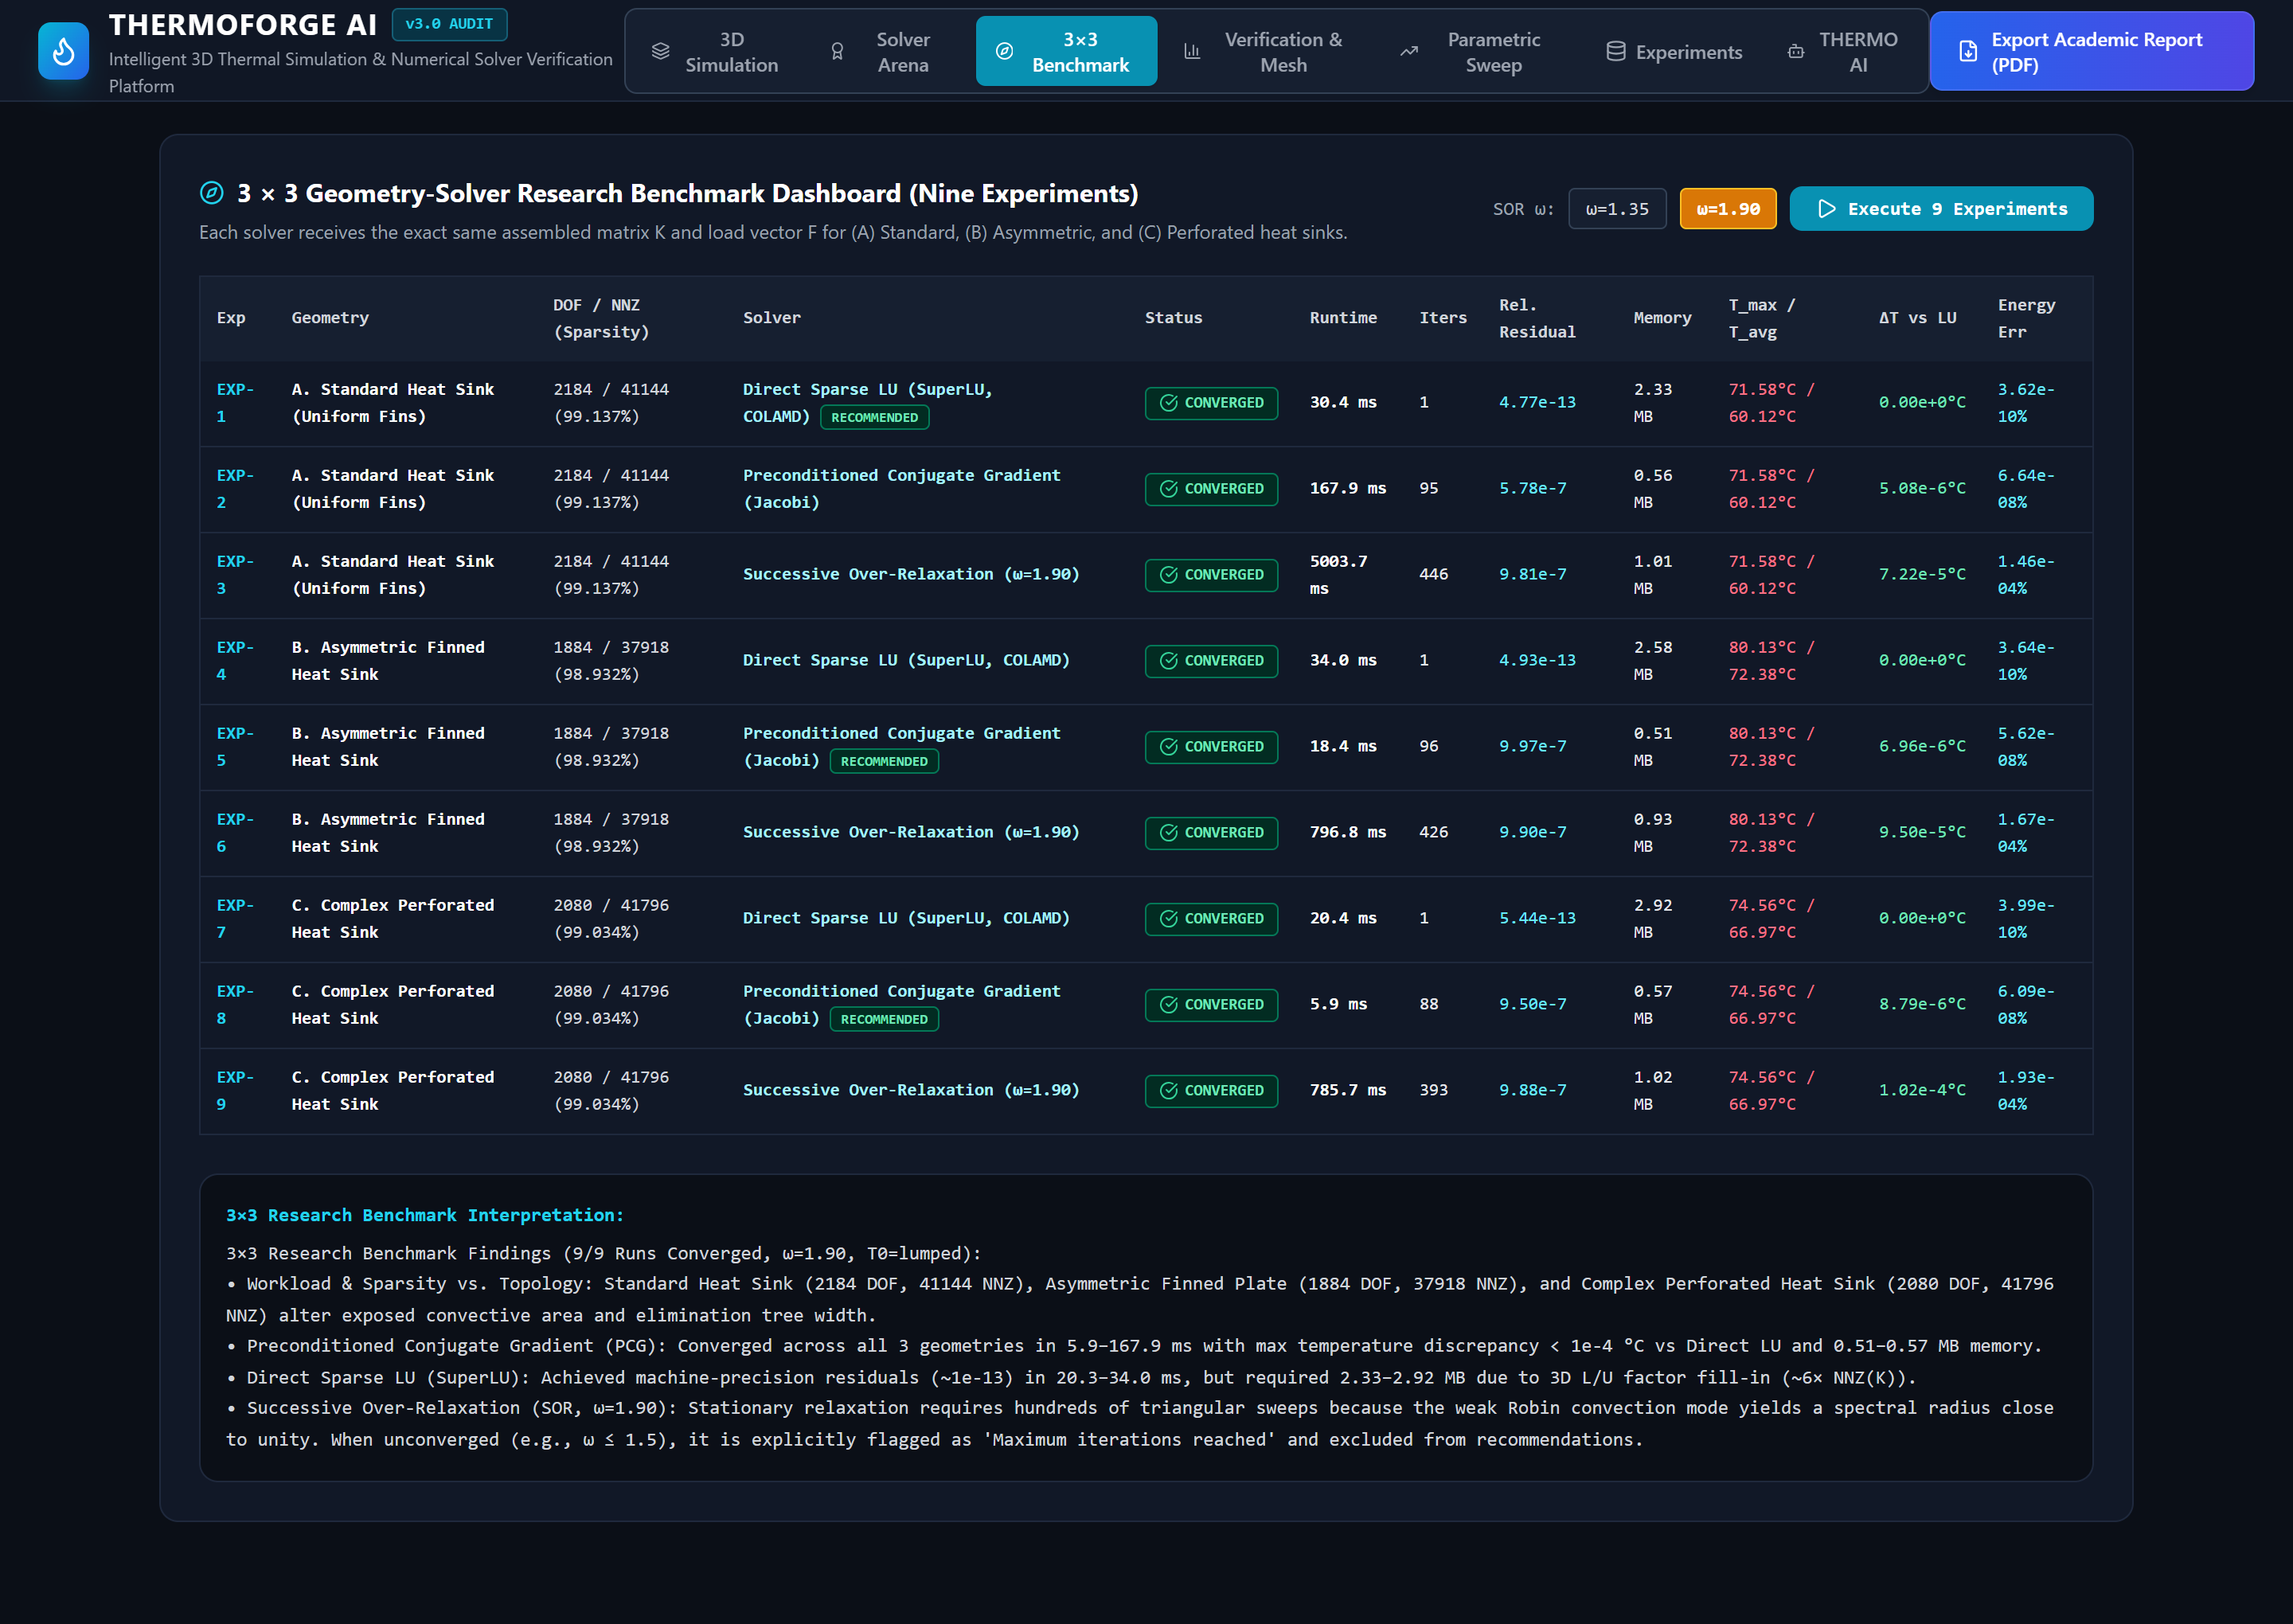 THERMOFORGE AI v3.0 AUDIT
Intelligent 3D Thermal Simulation & Numerical Solver Verification
Platform
3D
Simulation
Solver
Arena
3×3
Benchmark
Verification &
Mesh
Parametric
Sweep
Experiments
THERMO
AI
Export Academic Report
(PDF)
3 × 3 Geometry-Solver Research Benchmark Dashboard (Nine Experiments)
Each solver receives the exact same assembled matrix K and load vector F for (A) Standard, (B) Asymmetric, and (C) Perforated heat sinks.
SOR ω: ω=1.35 ω=1.90 Execute 9 Experiments
Exp Geometry DOF / NNZ (Sparsity) Solver Status Runtime Iters Rel. Residual Memory T_max / T_avg ΔT vs LU Energy Err
EXP-1 A. Standard Heat Sink (Uniform Fins) 2184 / 41144 (99.137%) Direct Sparse LU (SuperLU, COLAMD) RECOMMENDED CONVERGED 30.4 ms 1 4.77e-13 2.33 MB 71.58°C / 60.12°C 0.00e+0°C 3.62e-10%
EXP-2 A. Standard Heat Sink (Uniform Fins) 2184 / 41144 (99.137%) Preconditioned Conjugate Gradient (Jacobi) CONVERGED 167.9 ms 95 5.78e-7 0.56 MB 71.58°C / 60.12°C 5.08e-6°C 6.64e-08%
EXP-3 A. Standard Heat Sink (Uniform Fins) 2184 / 41144 (99.137%) Successive Over-Relaxation (ω=1.90) CONVERGED 5003.7 ms 446 9.81e-7 1.01 MB 71.58°C / 60.12°C 7.22e-5°C 1.46e-04%
EXP-4 B. Asymmetric Finned Heat Sink 1884 / 37918 (98.932%) Direct Sparse LU (SuperLU, COLAMD) CONVERGED 34.0 ms 1 4.93e-13 2.58 MB 80.13°C / 72.38°C 0.00e+0°C 3.64e-10%
EXP-5 B. Asymmetric Finned Heat Sink 1884 / 37918 (98.932%) Preconditioned Conjugate Gradient (Jacobi) RECOMMENDED CONVERGED 18.4 ms 96 9.97e-7 0.51 MB 80.13°C / 72.38°C 6.96e-6°C 5.62e-08%
EXP-6 B. Asymmetric Finned Heat Sink 1884 / 37918 (98.932%) Successive Over-Relaxation (ω=1.90) CONVERGED 796.8 ms 426 9.90e-7 0.93 MB 80.13°C / 72.38°C 9.50e-5°C 1.67e-04%
EXP-7 C. Complex Perforated Heat Sink 2080 / 41796 (99.034%) Direct Sparse LU (SuperLU, COLAMD) CONVERGED 20.4 ms 1 5.44e-13 2.92 MB 74.56°C / 66.97°C 0.00e+0°C 3.99e-10%
EXP-8 C. Complex Perforated Heat Sink 2080 / 41796 (99.034%) Preconditioned Conjugate Gradient (Jacobi) RECOMMENDED CONVERGED 5.9 ms 88 9.50e-7 0.57 MB 74.56°C / 66.97°C 8.79e-6°C 6.09e-08%
EXP-9 C. Complex Perforated Heat Sink 2080 / 41796 (99.034%) Successive Over-Relaxation (ω=1.90) CONVERGED 785.7 ms 393 9.88e-7 1.02 MB 74.56°C / 66.97°C 1.02e-4°C 1.93e-04%
3×3 Research Benchmark Interpretation:
3×3 Research Benchmark Findings (9/9 Runs Converged, ω=1.90, T0=lumped):
• Workload & Sparsity vs. Topology: Standard Heat Sink (2184 DOF, 41144 NNZ), Asymmetric Finned Plate (1884 DOF, 37918 NNZ), and Complex Perforated Heat Sink (2080 DOF, 41796
NNZ) alter exposed convective area and elimination tree width.
• Preconditioned Conjugate Gradient (PCG): Converged across all 3 geometries in 5.9–167.9 ms with max temperature discrepancy < 1e-4 °C vs Direct LU and 0.51–0.57 MB memory.
• Direct Sparse LU (SuperLU): Achieved machine-precision residuals (~1e-13) in 20.3–34.0 ms, but required 2.33–2.92 MB due to 3D L/U factor fill-in (~6× NNZ(K)).
• Successive Over-Relaxation (SOR, ω=1.90): Stationary relaxation requires hundreds of triangular sweeps because the weak Robin convection mode yields a spectral radius close
to unity. When unconverged (e.g., ω ≤ 1.5), it is explicitly flagged as 'Maximum iterations reached' and excluded from recommendations.